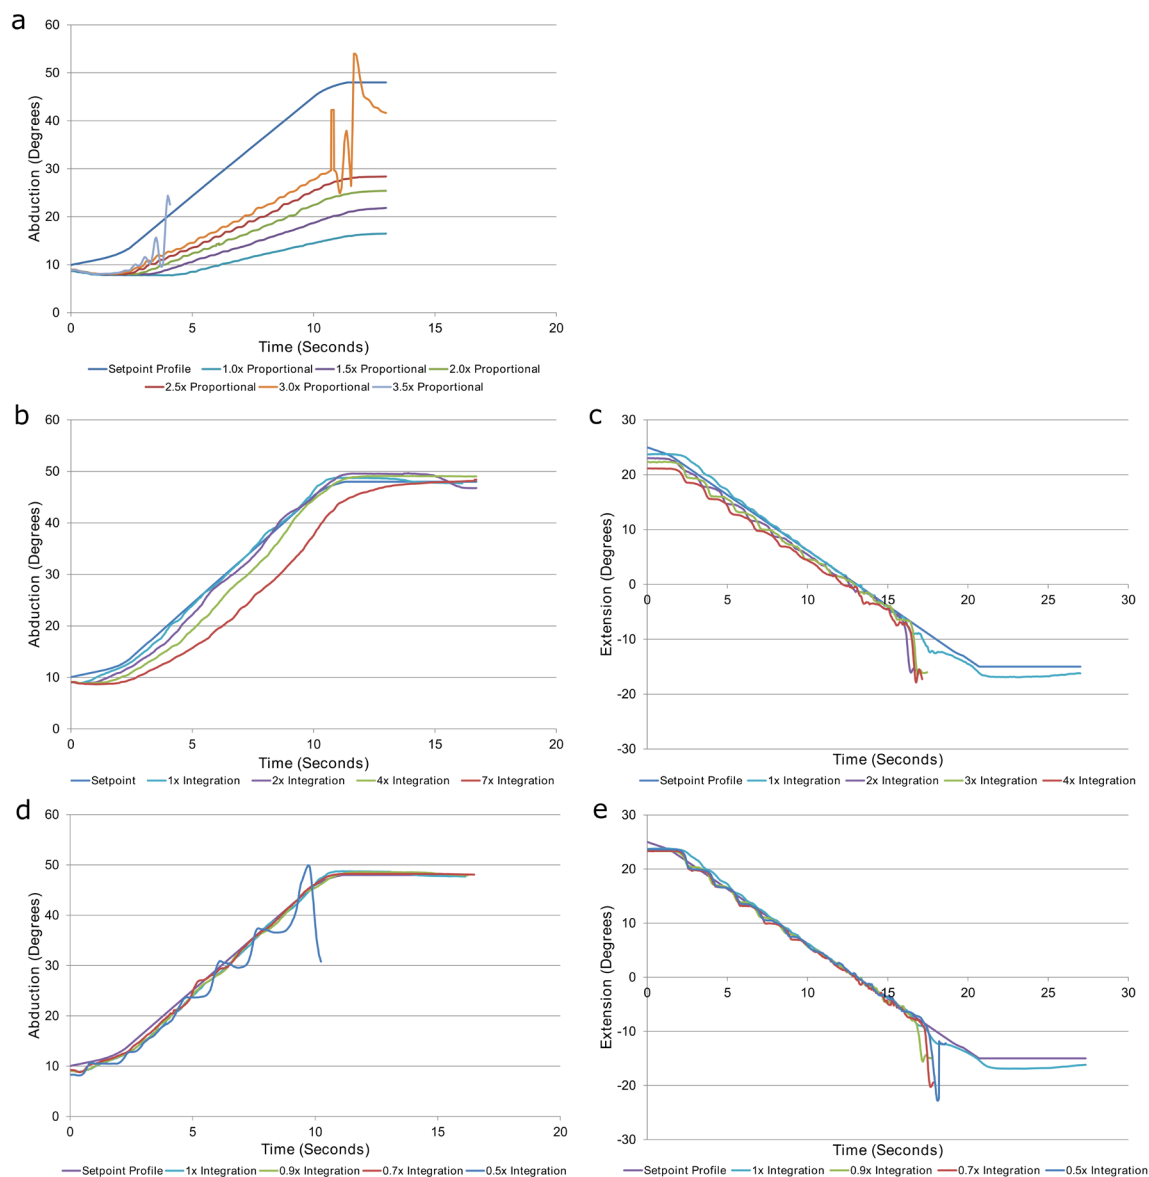 a
60
50
40
30
20
10
0
Abduction (Degrees)
0 5 10 15 20
Time (Seconds)
Setpoint Profile 1.0x Proportional 1.5x Proportional 2.0x Proportional
2.5x Proportional 3.0x Proportional 3.5x Proportional
b
60
50
40
30
20
10
0
Abduction (Degrees)
0 5 10 15 20
Time (Seconds)
Setpoint 1x Integration 2x Integration 4x Integration 7x Integration
c
30
20
10
0
-10
-20
-30
Extension (Degrees)
0 5 10 15 20 25 30
Time (Seconds)
Setpoint Profile 1x Integration 2x Integration 3x Integration 4x Integration
d
60
50
40
30
20
10
0
Abduction (Degrees)
0 5 10 15 20
Time (Seconds)
Setpoint Profile 1x Integration 0.9x Integration 0.7x Integration 0.5x Integration
e
30
20
10
0
-10
-20
-30
Extension (Degrees)
0 5 10 15 20 25 30
Time (Seconds)
Setpoint Profile 1x Integration 0.9x Integration 0.7x Integration 0.5x Integration